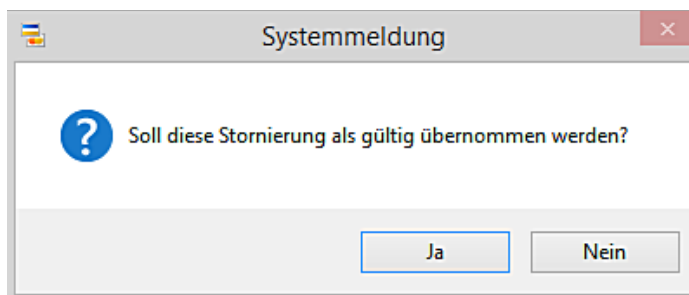 Systemmeldung
Soll diese Stornierung als gültig übernommen werden?
Ja
Nein